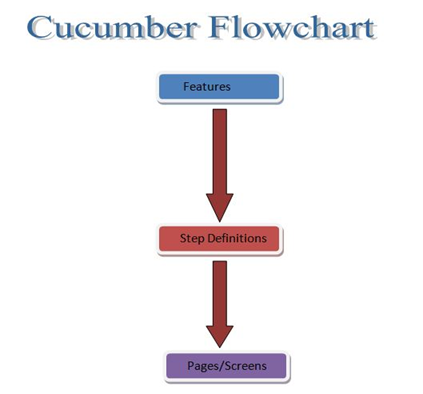 Cucumber Flowchart
Features
Step Definitions
Pages/Screens